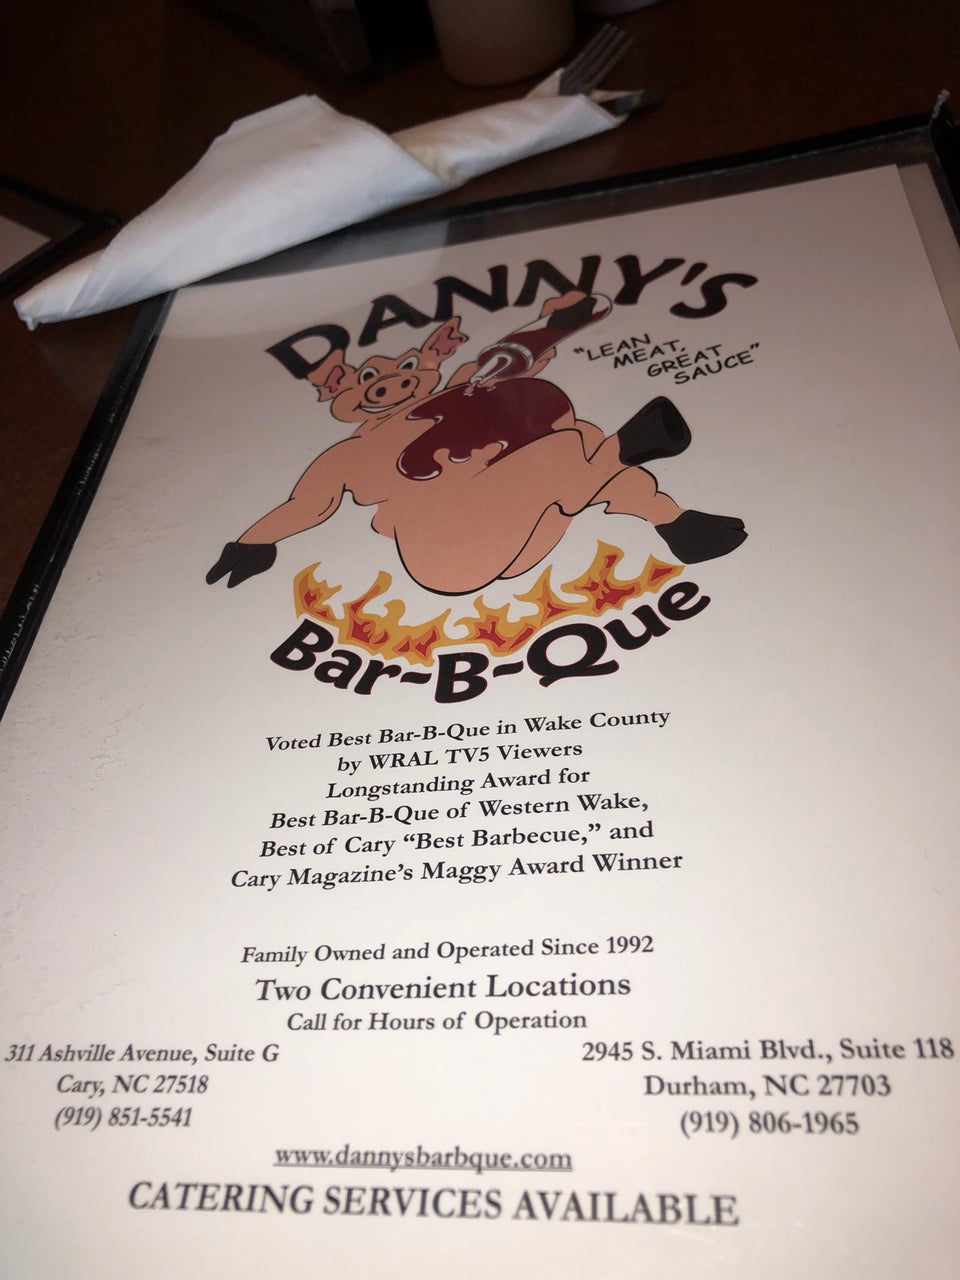 DANNY'S
"LEAN
MEAT,
GREAT
SAUCE"
Bar-B-Que
Voted Best Bar-B-Que in Wake County
by WRAL TV5 Viewers
Longstanding Award for
Best Bar-B-Que of Western Wake,
Best of Cary “Best Barbecue,” and
Cary Magazine’s Maggy Award Winner
Family Owned and Operated Since 1992
Two Convenient Locations
Call for Hours of Operation
311 Ashville Avenue, Suite G
Cary, NC 27518
(919) 851-5541
2945 S. Miami Blvd., Suite 118
Durham, NC 27703
(919) 806-1965
www.dannysbarbque.com
CATERING SERVICES AVAILABLE